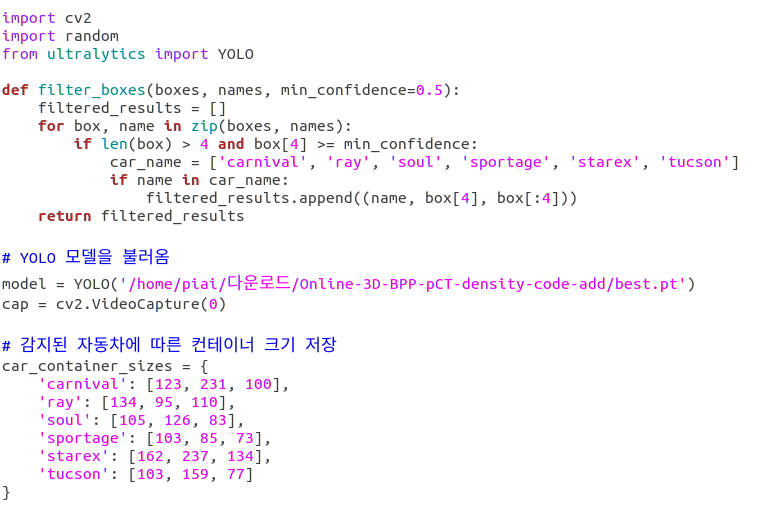 import cv2
import random
from ultralytics import YOLO

def filter_boxes(boxes, names, min_confidence=0.5):
    filtered_results = []
    for box, name in zip(boxes, names):
        if len(box) > 4 and box[4] >= min_confidence:
            car_name = ['carnival', 'ray', 'soul', 'sportage', 'starex', 'tucson']
            if name in car_name:
                filtered_results.append((name, box[4], box[:4]))
    return filtered_results

# YOLO 모델을 불러옴
model = YOLO('/home/piai/다운로드/Online-3D-BPP-pCT-density-code-add/best.pt')
cap = cv2.VideoCapture(0)

# 감지된 자동차에 따른 컨테이너 크기 저장
car_container_sizes = {
    'carnival': [123, 231, 100],
    'ray': [134, 95, 110],
    'soul': [105, 126, 83],
    'sportage': [103, 85, 73],
    'starex': [162, 237, 134],
    'tucson': [103, 159, 77]
}